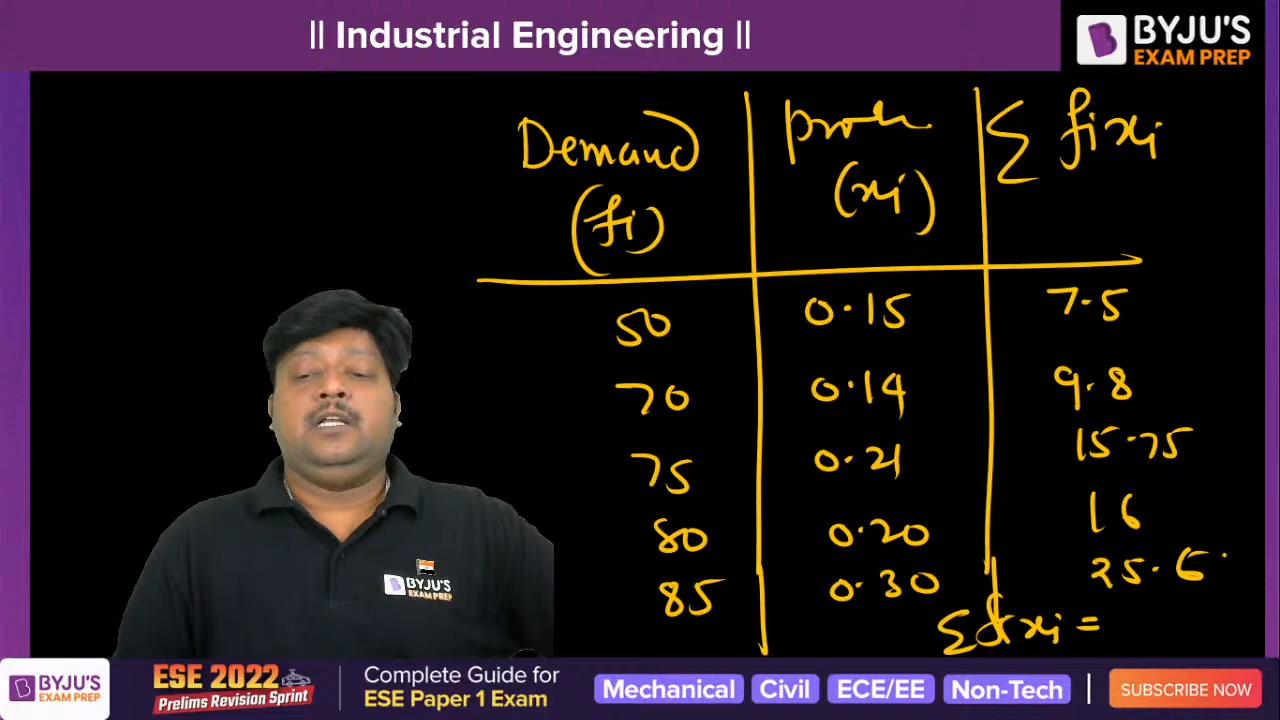 || Industrial Engineering ||
BYJU'S
EXAM PREP
Demand
(fi)
(xi)
Σ fixi
50 0.15 7.5
70 0.14 9.8
75 0.21 15.75
80 0.20 16
85 0.30 25.5
Σfixi =
BYJU'S
EXAM PREP
BYJU'S
EXAM PREP
ESE 2022
Prelims Revision Sprint
Complete Guide for
ESE Paper 1 Exam
Mechanical Civil ECE/EE Non-Tech
SUBSCRIBE NOW